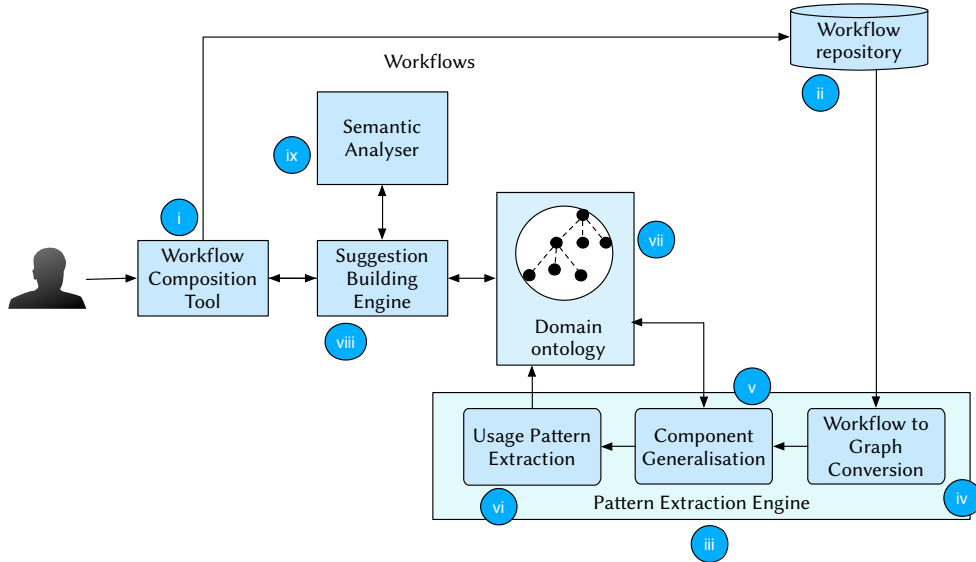 Workflow
repository
Workflows
ii
Semantic
Analyser
ix
i
vii
Workflow
Composition
Tool
Suggestion
Building
Engine
viii
Domain
ontology
v
Usage Pattern
Extraction
Component
Generalisation
Workflow to
Graph
Conversion
vi
iv
Pattern Extraction Engine
iii